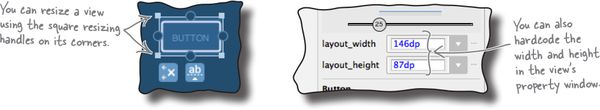 You can resize a view
using the square resizing
handles on its corners.
BUTTON
ab
25
layout_width
146dp
layout_height
87dp
Button
You can also
hardcode the
width and height
in the view's
property window.